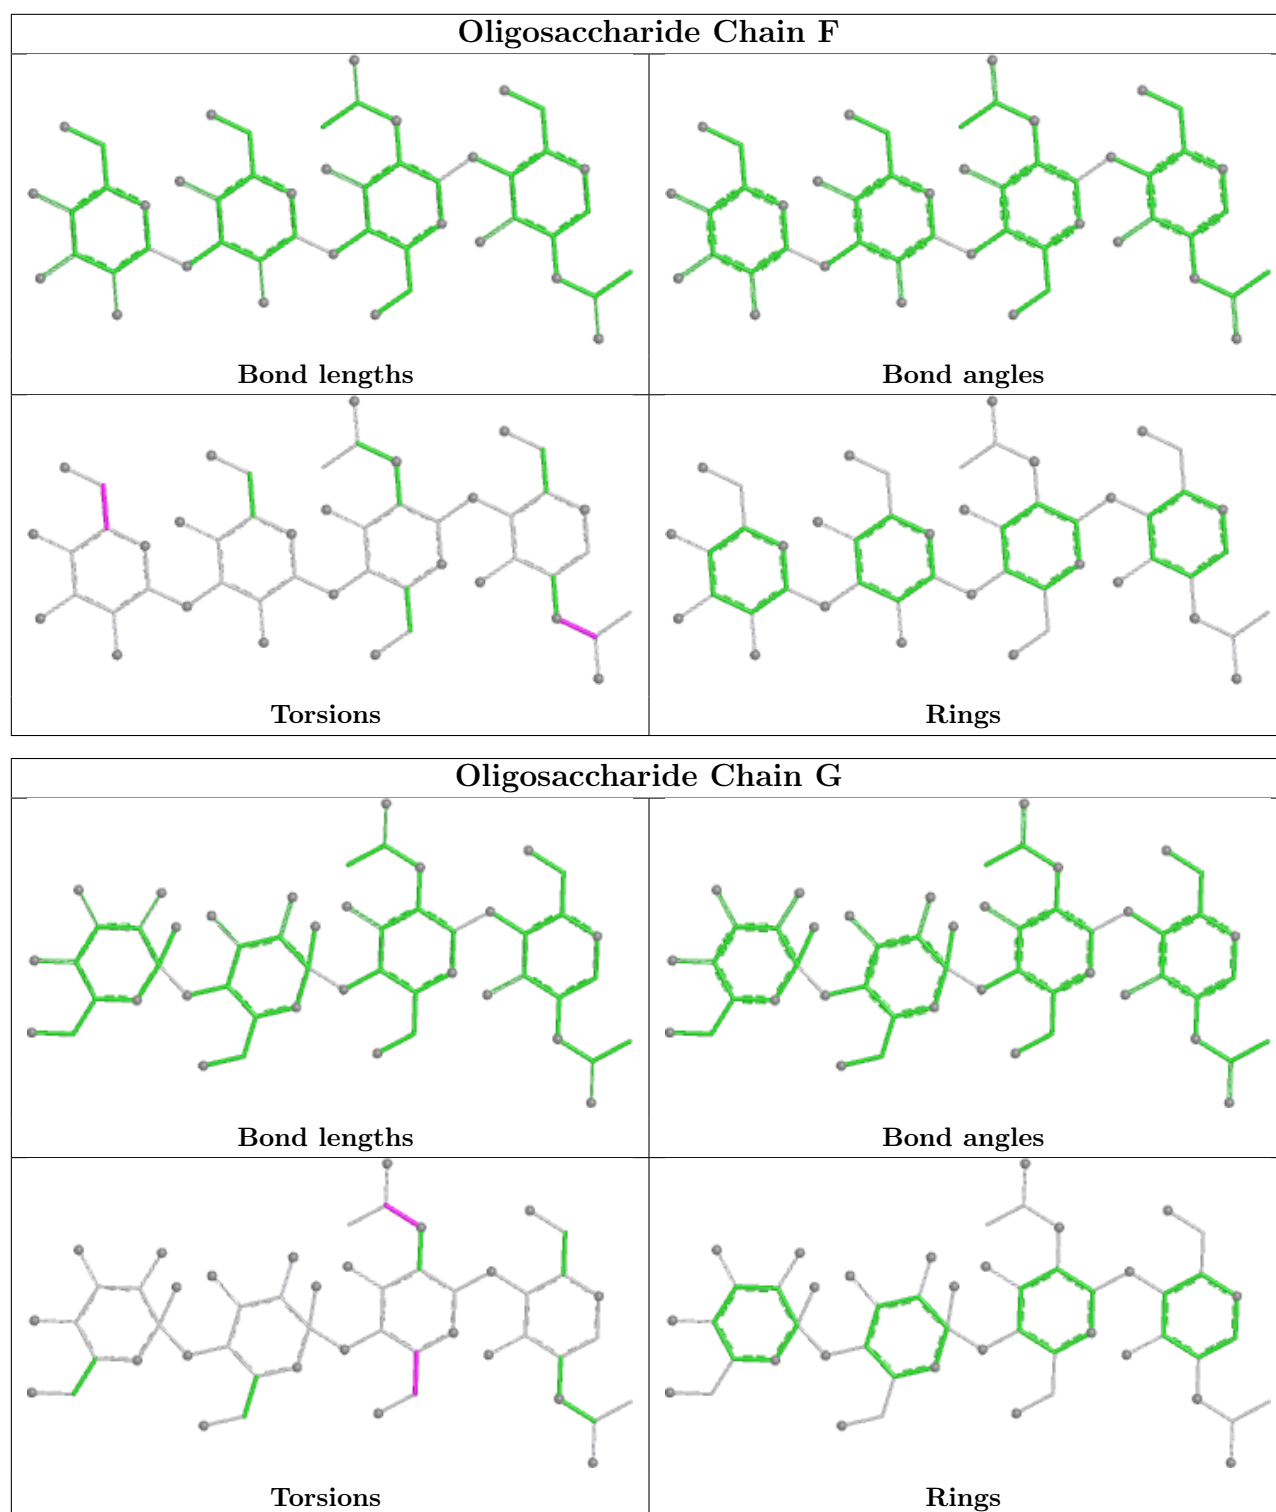 Oligosaccharide Chain F
Bond lengths
Bond angles
Torsions
Rings
Oligosaccharide Chain G
Bond lengths
Bond angles
Torsions
Rings